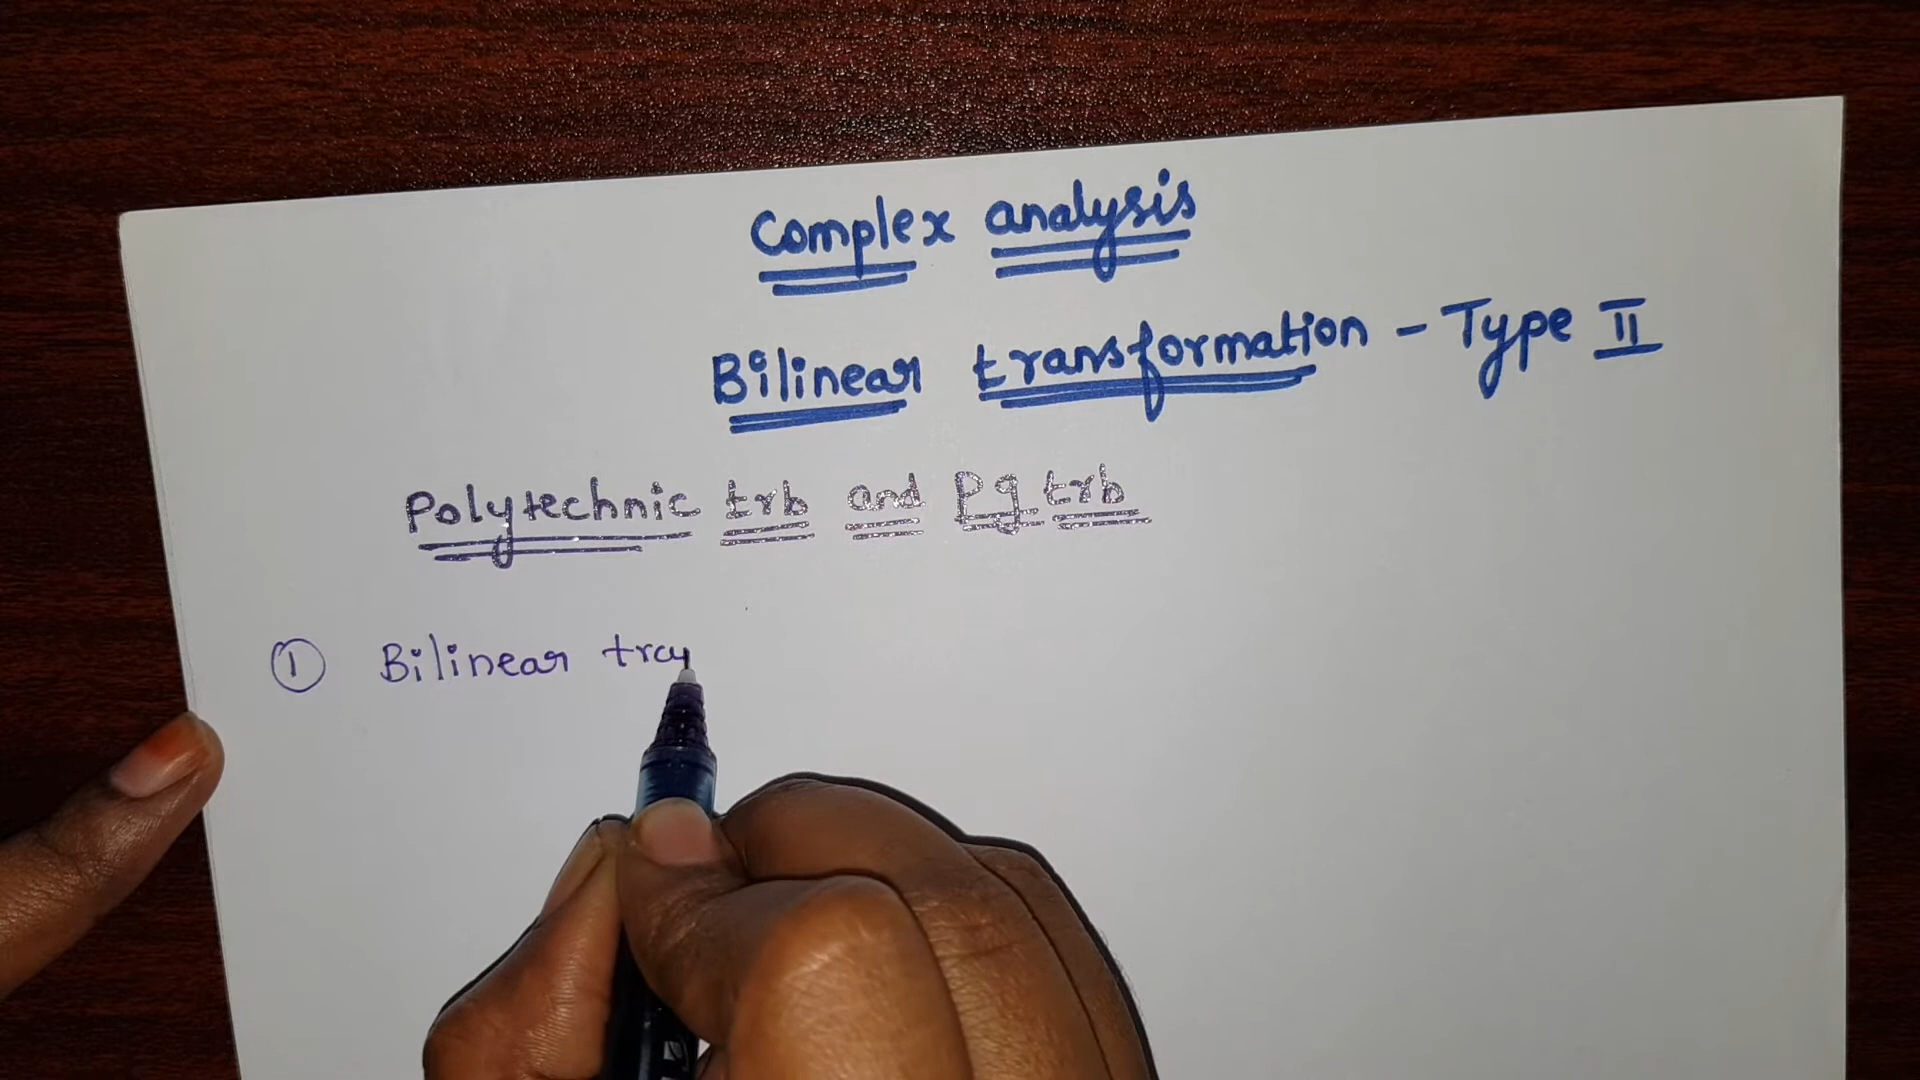 Complex analysis
Bilinear transformation - Type II
Polytechnic trb and Pg trb
① Bilinear tra